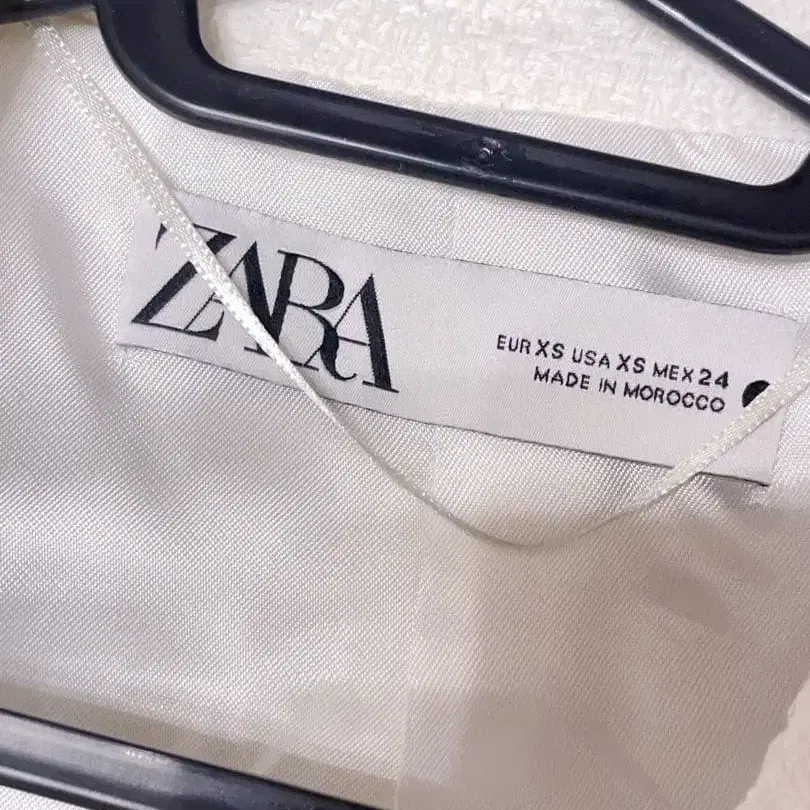 ZARA
EUR XS USA XS MEX 24
MADE IN MOROCCO